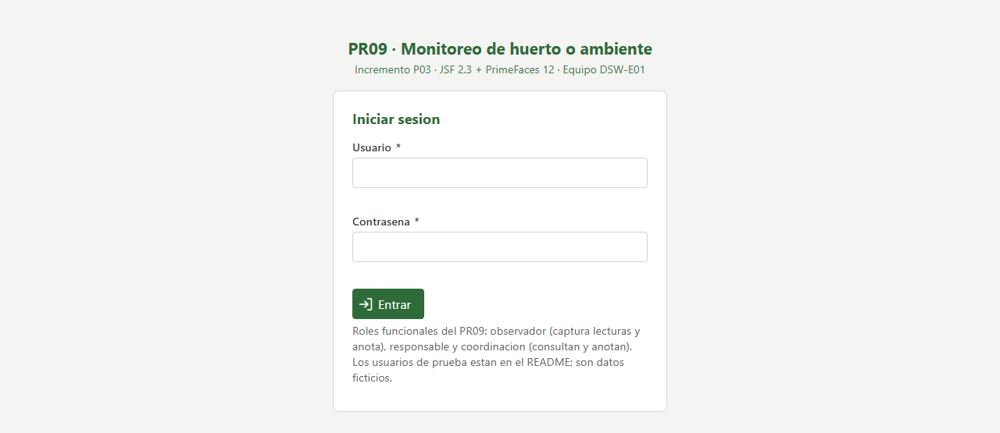 PR09 · Monitoreo de huerto o ambiente
Incremento P03 · JSF 2.3 + PrimeFaces 12 · Equipo DSW-E01
Iniciar sesion
Usuario *
Contrasena *
Entrar
Roles funcionales del PR09: observador (captura lecturas y
anota), responsable y coordinacion (consultan y anotan).
Los usuarios de prueba estan en el README; son datos
ficticios.